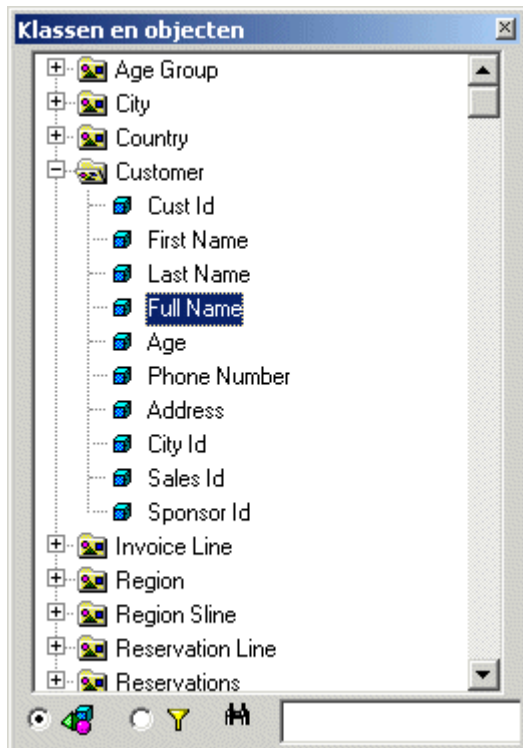 Klassen en objecten
Age Group
City
Country
Customer
Cust Id
First Name
Last Name
Full Name
Age
Phone Number
Address
City Id
Sales Id
Sponsor Id
Invoice Line
Region
Region Sline
Reservation Line
Reservations